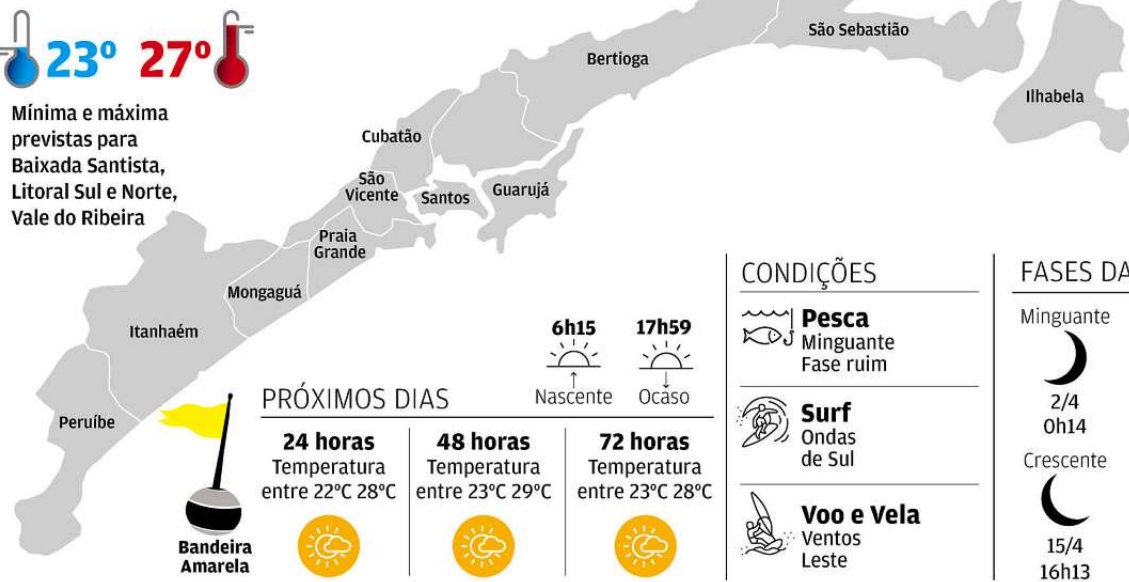 23º 27º
Mínima e máxima
previstas para
Baixada Santista,
Litoral Sul e Norte,
Vale do Ribeira
São Sebastião
Bertioga
Ilhabela
Cubatão
São
Vicente
Santos
Guarujá
Praia
Grande
Mongaguá
Itanhaém
Peruíbe
Bandeira
Amarela
6h15
Nascente
17h59
Ocaso
PRÓXIMOS DIAS
24 horas
Temperatura
entre 22ºC 28ºC
48 horas
Temperatura
entre 23ºC 29ºC
72 horas
Temperatura
entre 23ºC 28ºC
CONDIÇÕES
Pesca
Minguante
Fase ruim
Surf
Ondas
de Sul
Voo e Vela
Ventos
Leste
FASES DA
Minguante
2/4
0h14
Crescente
15/4
16h13